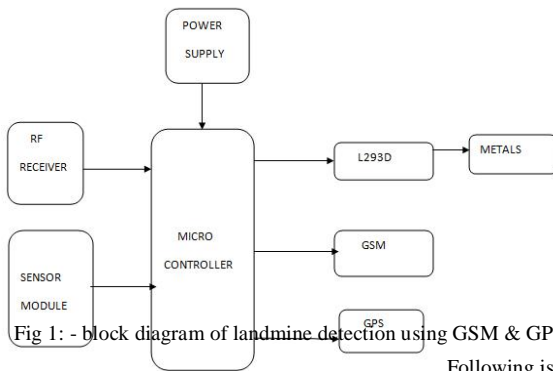 POWER
SUPPLY
RF
RECEIVER
L293D
METALS
MICRO
CONTROLLER
GSM
SENSOR
MODULE
GPS
Fig 1: - block diagram of landmine detection using GSM & GP
Following is